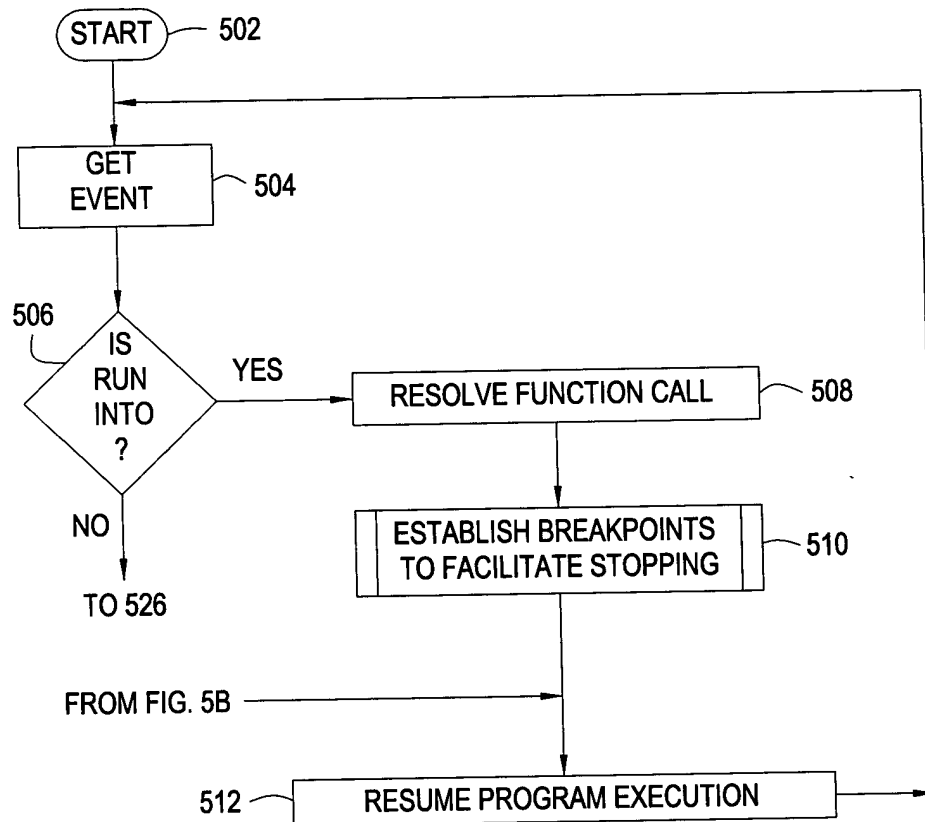 START
502
GET
EVENT
504
506
IS
RUN
INTO
?
YES
RESOLVE FUNCTION CALL
508
NO
TO 526
ESTABLISH BREAKPOINTS
TO FACILITATE STOPPING
510
FROM FIG. 5B
512
RESUME PROGRAM EXECUTION